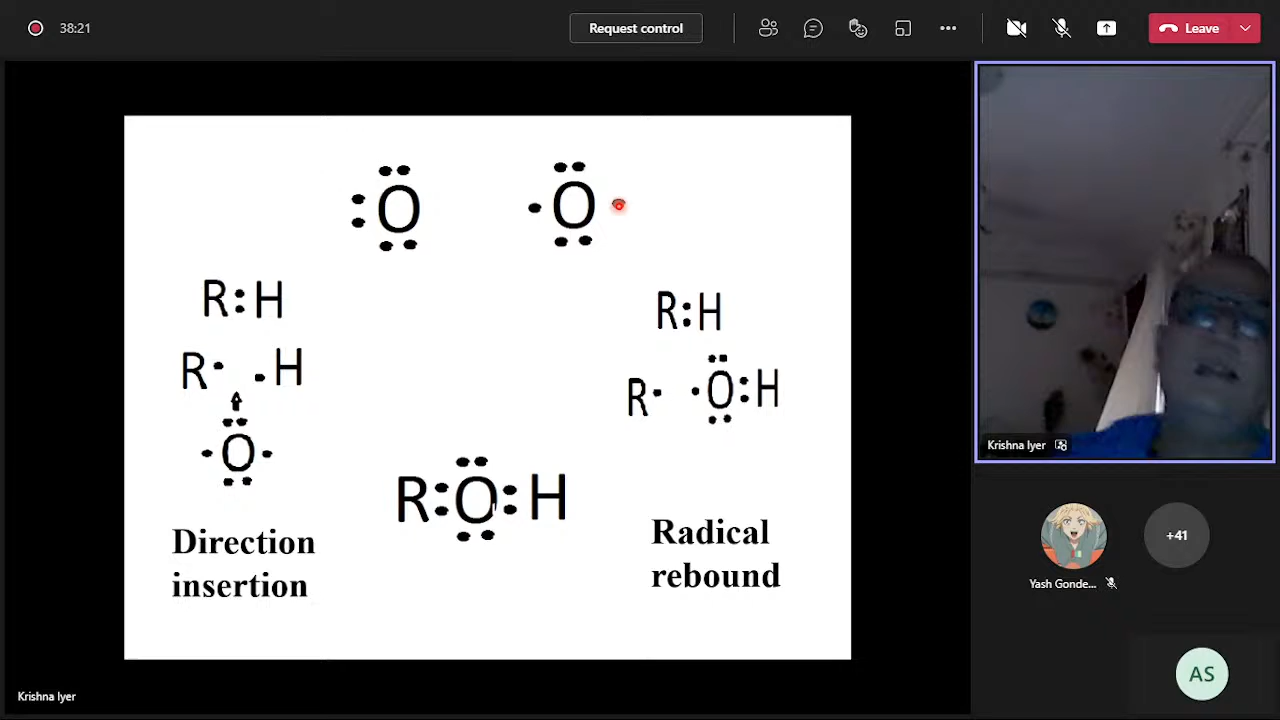 38:21
Request control
Leave
O
O
R:H
R· ·H
·O·
R:H
R· ·O:H
R:O:H
Direction
insertion
Radical
rebound
Krishna Iyer
Yash Gonde...
+41
AS
Krishna Iyer